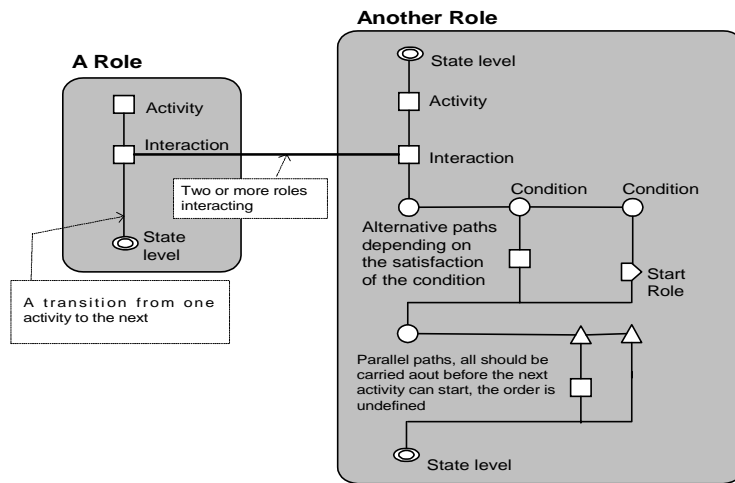 Another Role
A Role
State level
Activity
Activity
Interaction
Interaction
Two or more roles
interacting
Condition
Condition
Alternative paths
depending on
the satisfaction
of the condition
State
level
Start
Role
A transition from one
activity to the next
Parallel paths, all should be
carried aout before the next
activity can start, the order is
undefined
State level